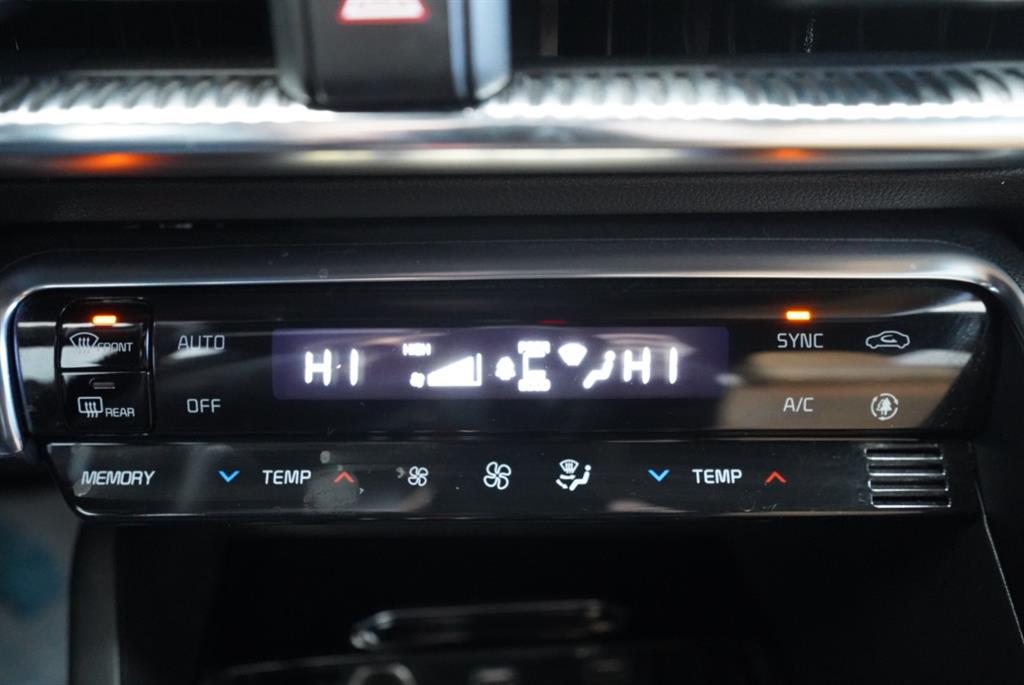 FRONT
AUTO
HI
HI
SYNC
REAR
OFF
A/C
MEMORY
TEMP
TEMP